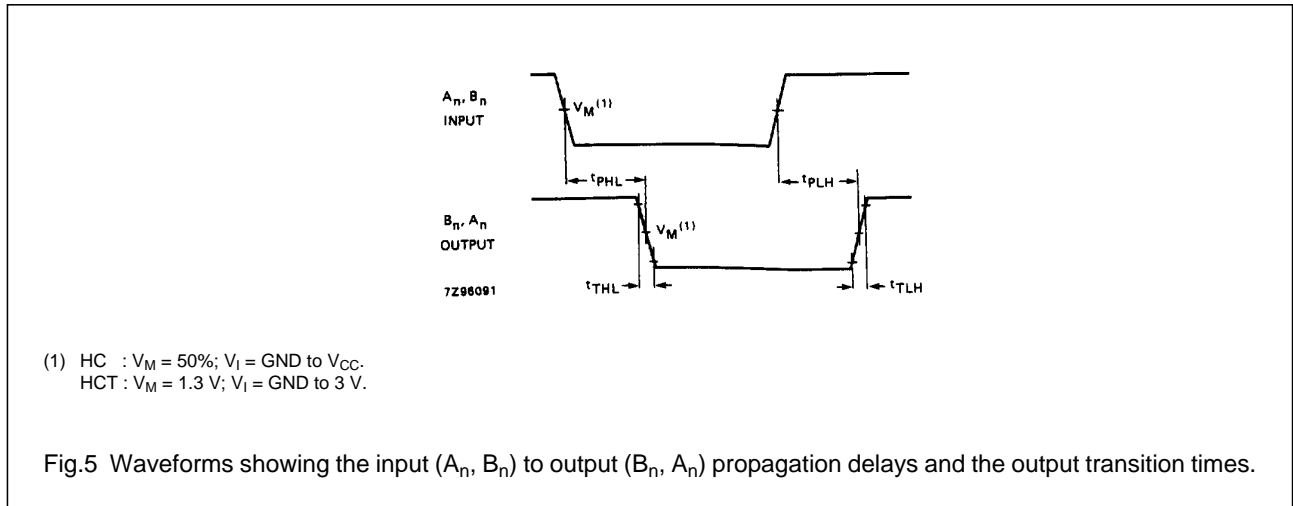 Aₙ, Bₙ
INPUT
V_M(1)
t_PHL
t_PLH
Bₙ, Aₙ
OUTPUT
V_M(1)
7Z96091
t_THL
t_TLH
(1) HC : V_M = 50%; V_I = GND to V_CC.
HCT : V_M = 1.3 V; V_I = GND to 3 V.
Fig.5 Waveforms showing the input (Aₙ, Bₙ) to output (Bₙ, Aₙ) propagation delays and the output transition times.